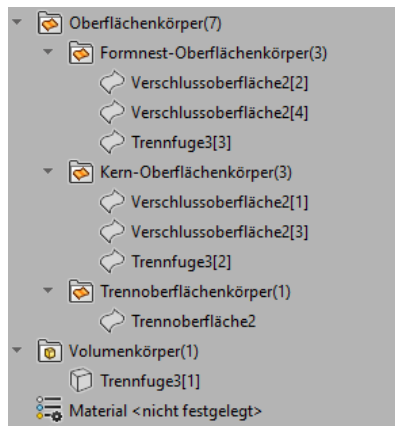 Oberflächenkörper(7)
Formnest-Oberflächenkörper(3)
Verschlussoberfläche2[2]
Verschlussoberfläche2[4]
Trennfuge3[3]
Kern-Oberflächenkörper(3)
Verschlussoberfläche2[1]
Verschlussoberfläche2[3]
Trennfuge3[2]
Trennoberflächenkörper(1)
Trennoberfläche2
Volumenkörper(1)
Trennfuge3[1]
Material <nicht festgelegt>